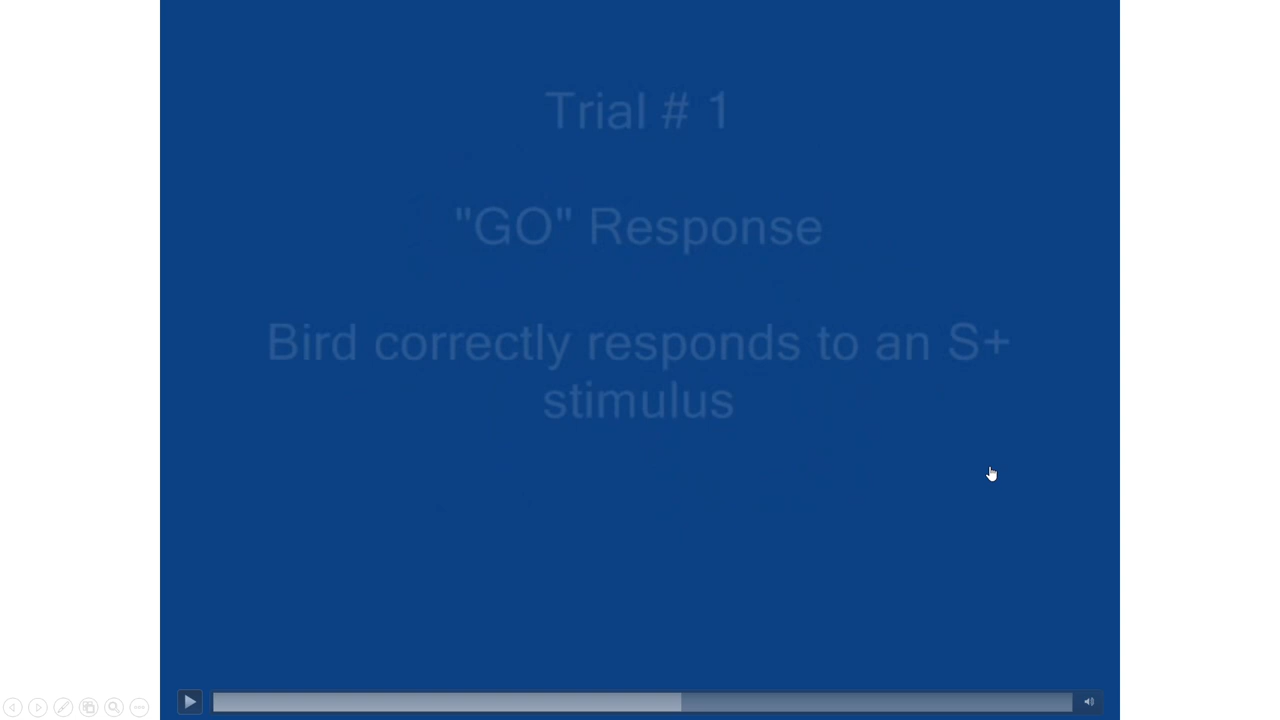 Trial # 1
"GO" Response
Bird correctly responds to an S+
stimulus